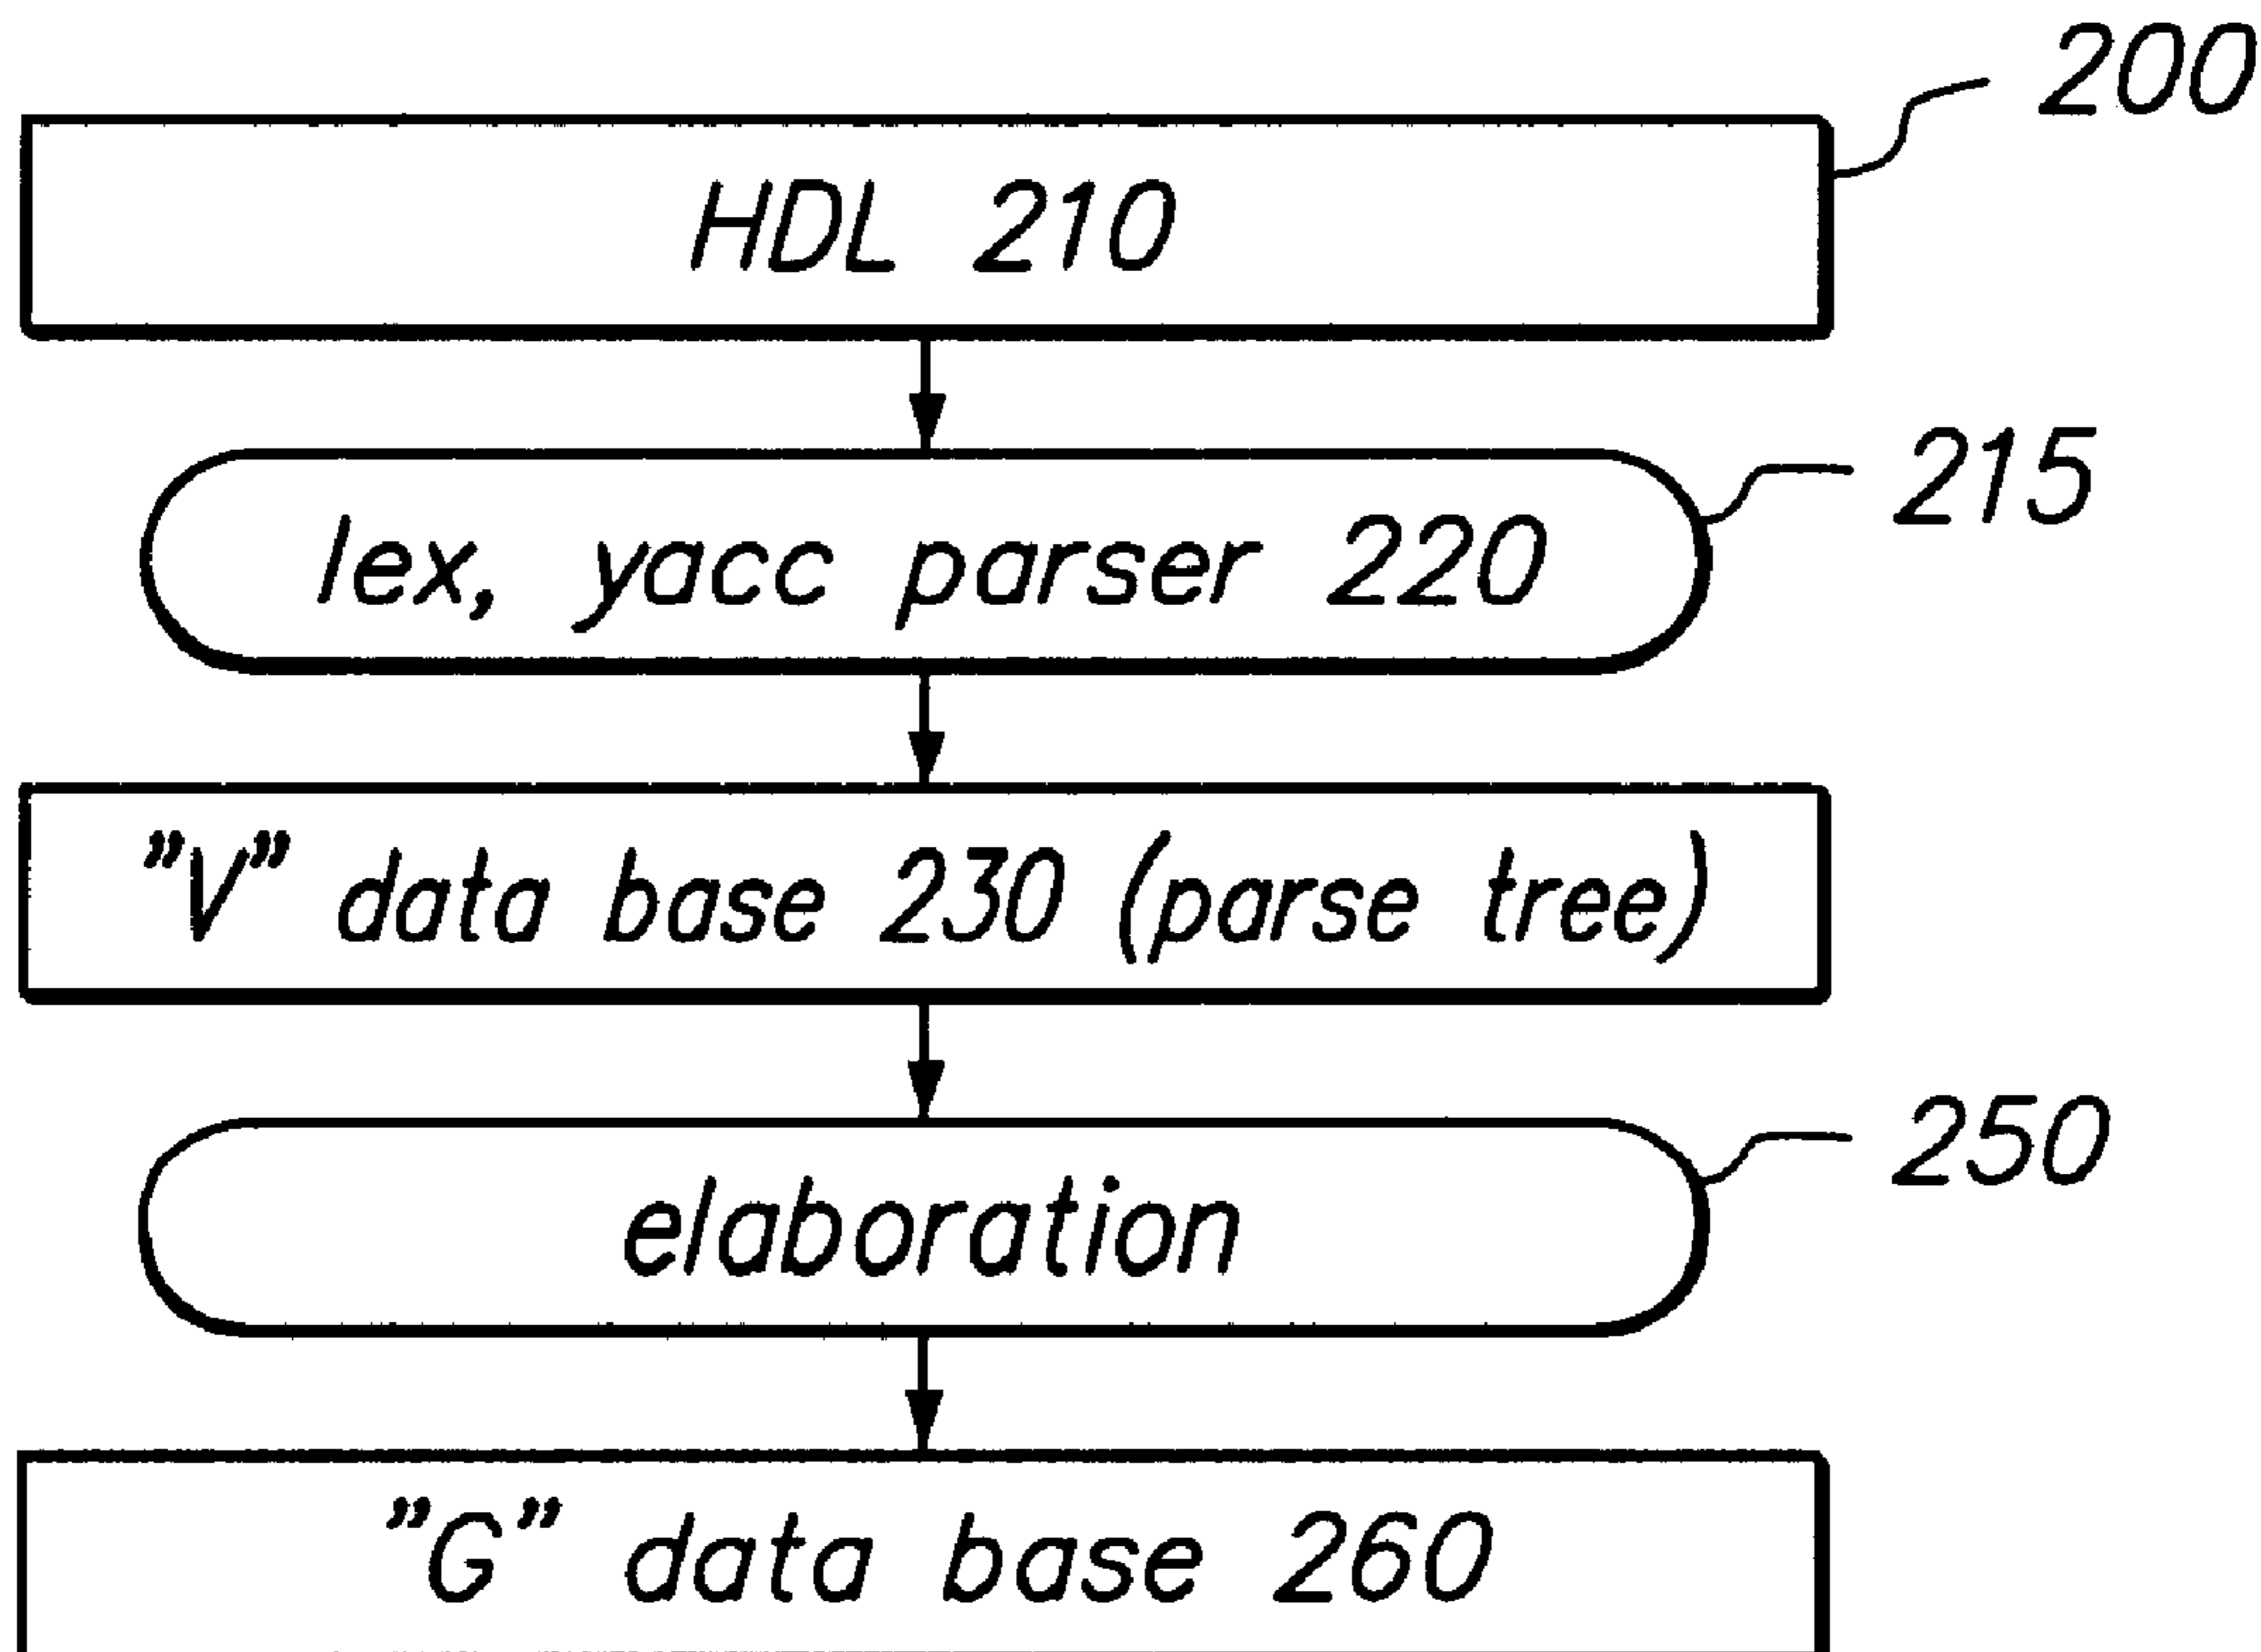 200
HDL 210
215
lex, yacc parser 220
"V" data base 230 (parse tree)
250
elaboration
"G" data base 260